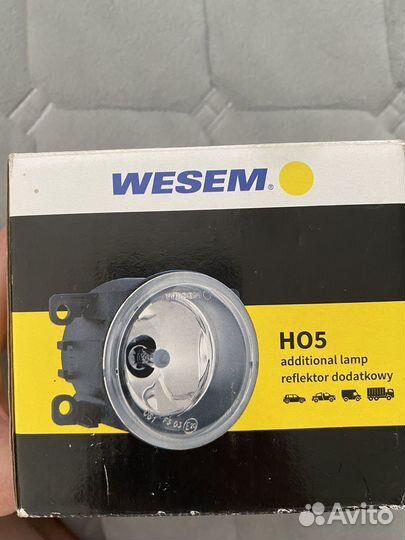 WESEM®
HO5
additional lamp
reflektor dodatkowy
Avito